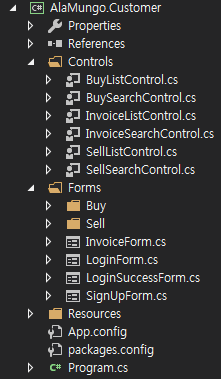 AlaMungo.Customer
Properties
References
Controls
BuyListControl.cs
BuySearchControl.cs
InvoiceListControl.cs
InvoiceSearchControl.cs
SellListControl.cs
SellSearchControl.cs
Forms
Buy
Sell
InvoiceForm.cs
LoginForm.cs
LoginSuccessForm.cs
SignUpForm.cs
Resources
App.config
packages.config
C# Program.cs